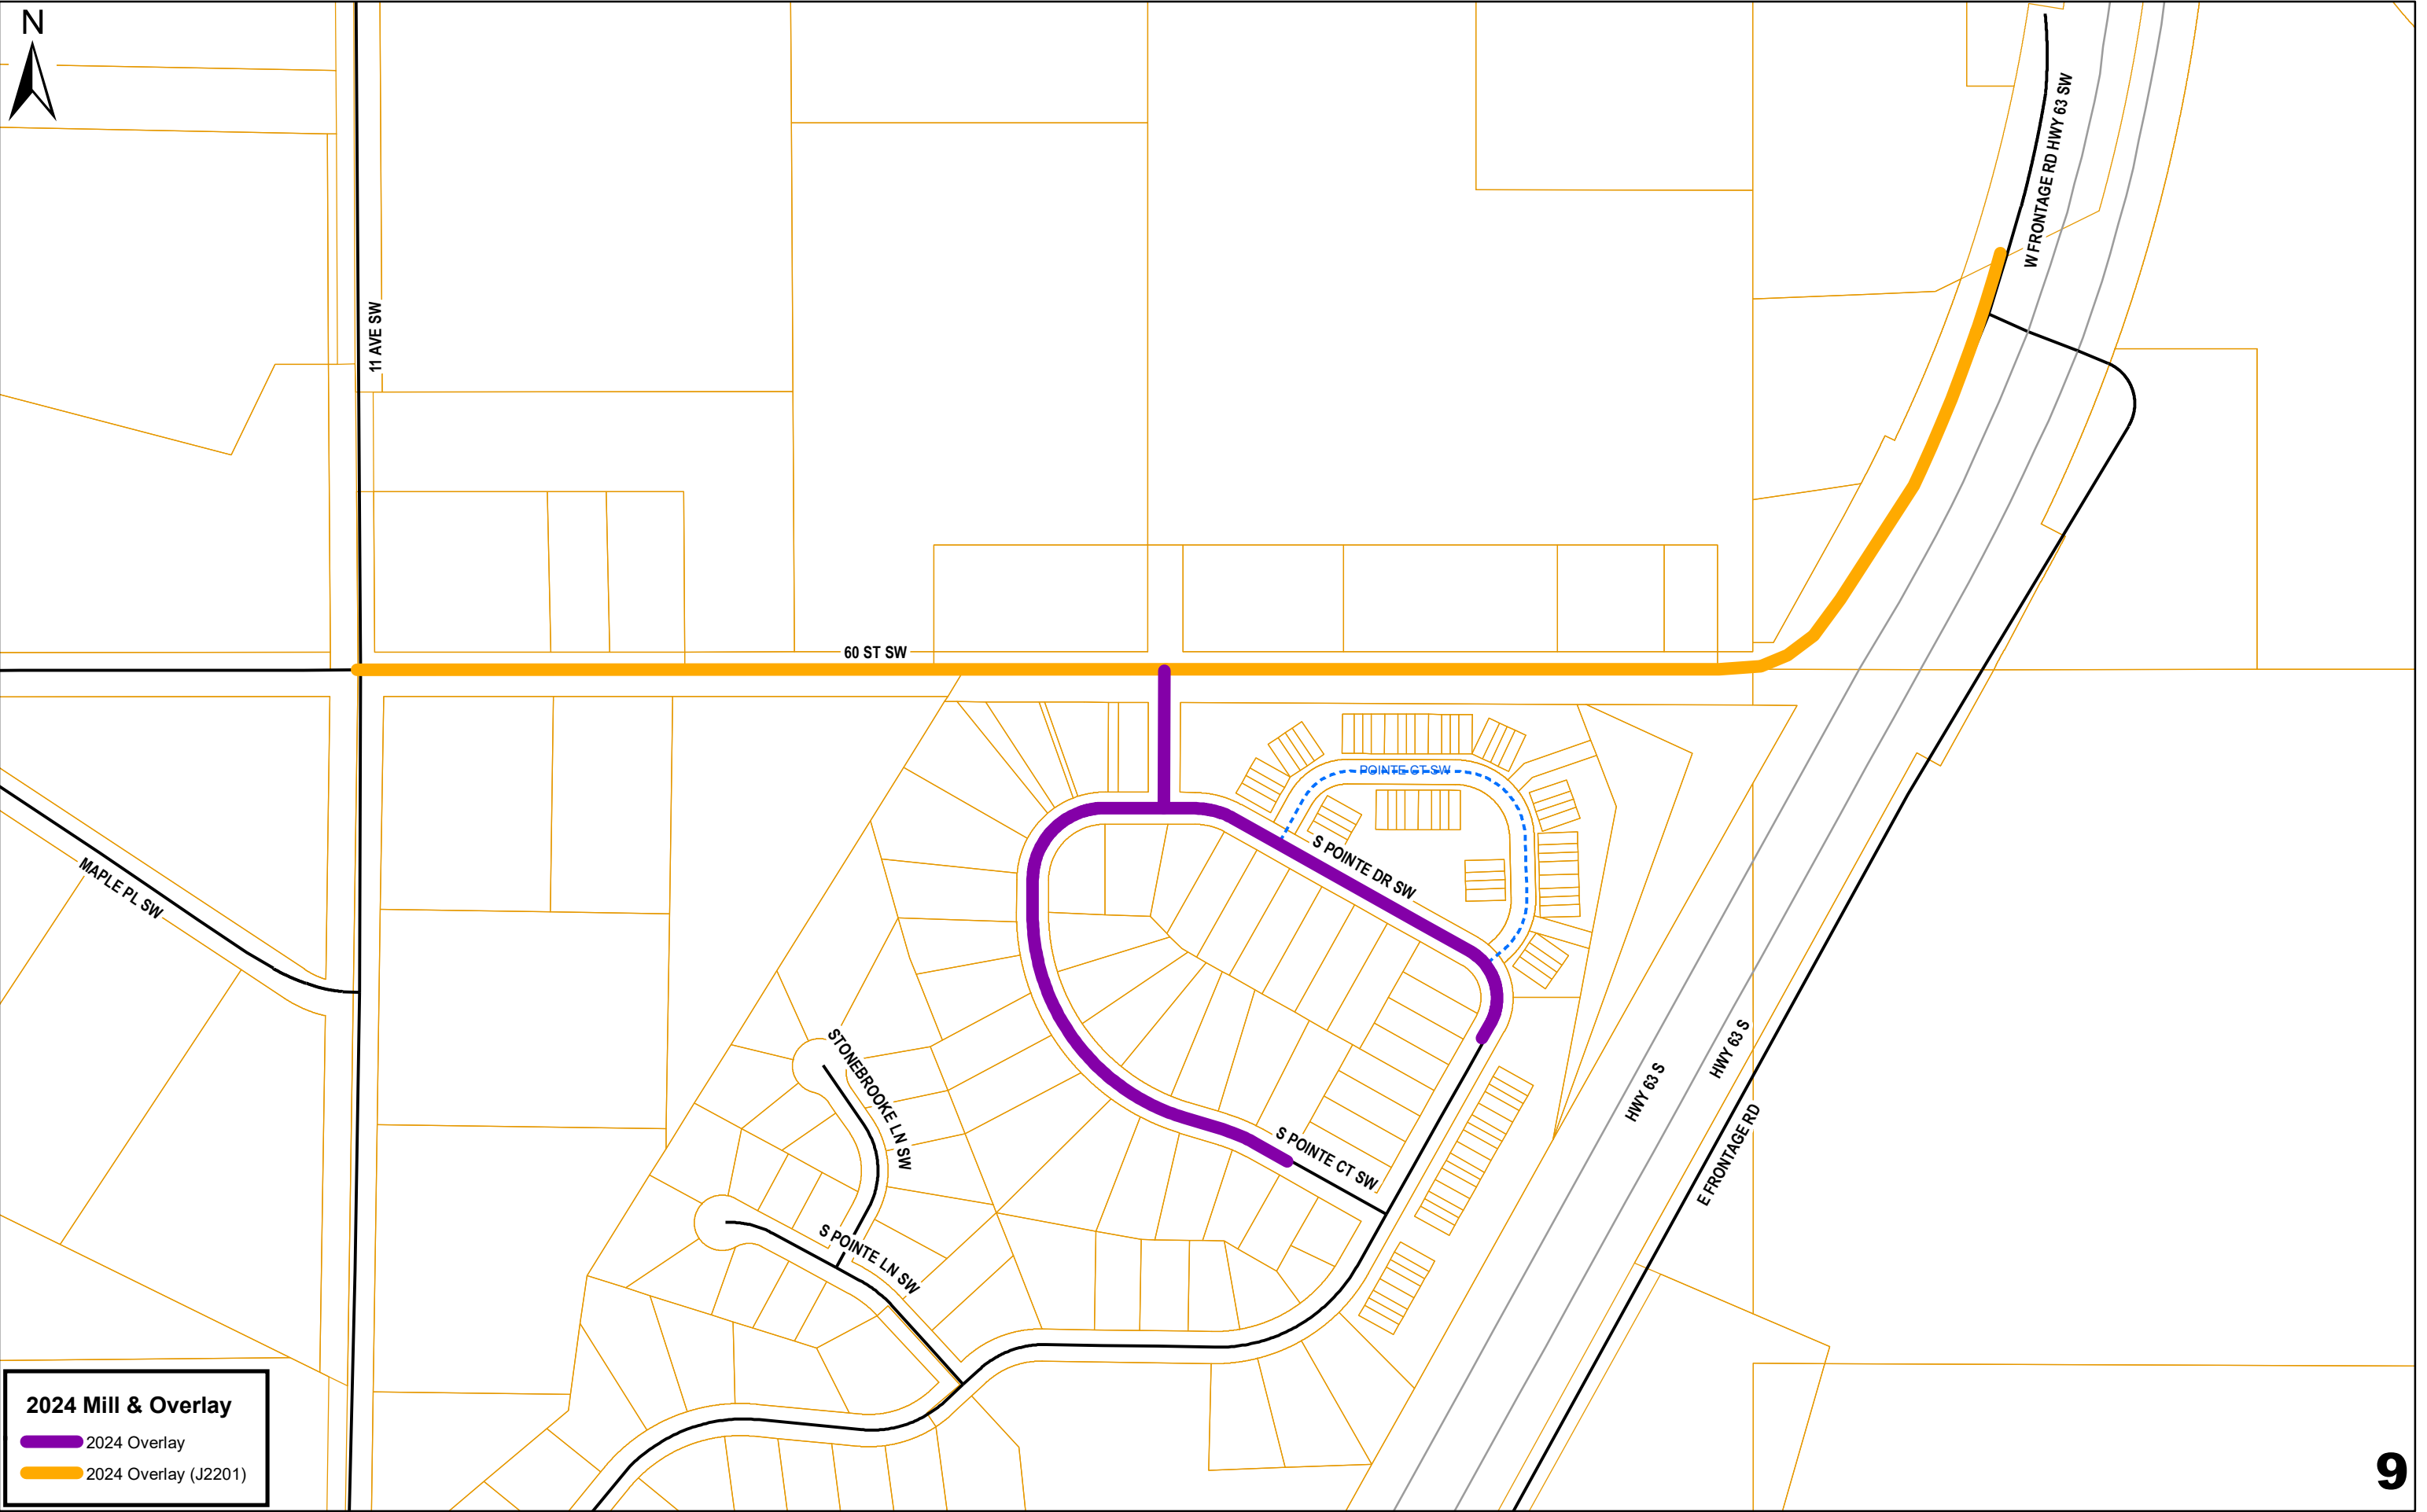 N
W FRONTAGE RD HWY 63 SW
11 AVE SW
60 ST SW
POINTE CT SW
S POINTE DR SW
MAPLE PL SW
STONEBROOKE LN SW
HWY 63 S
HWY 63 S
S POINTE CT SW
E FRONTAGE RD
S POINTE LN SW
2024 Mill & Overlay
2024 Overlay
2024 Overlay (J2201)
9